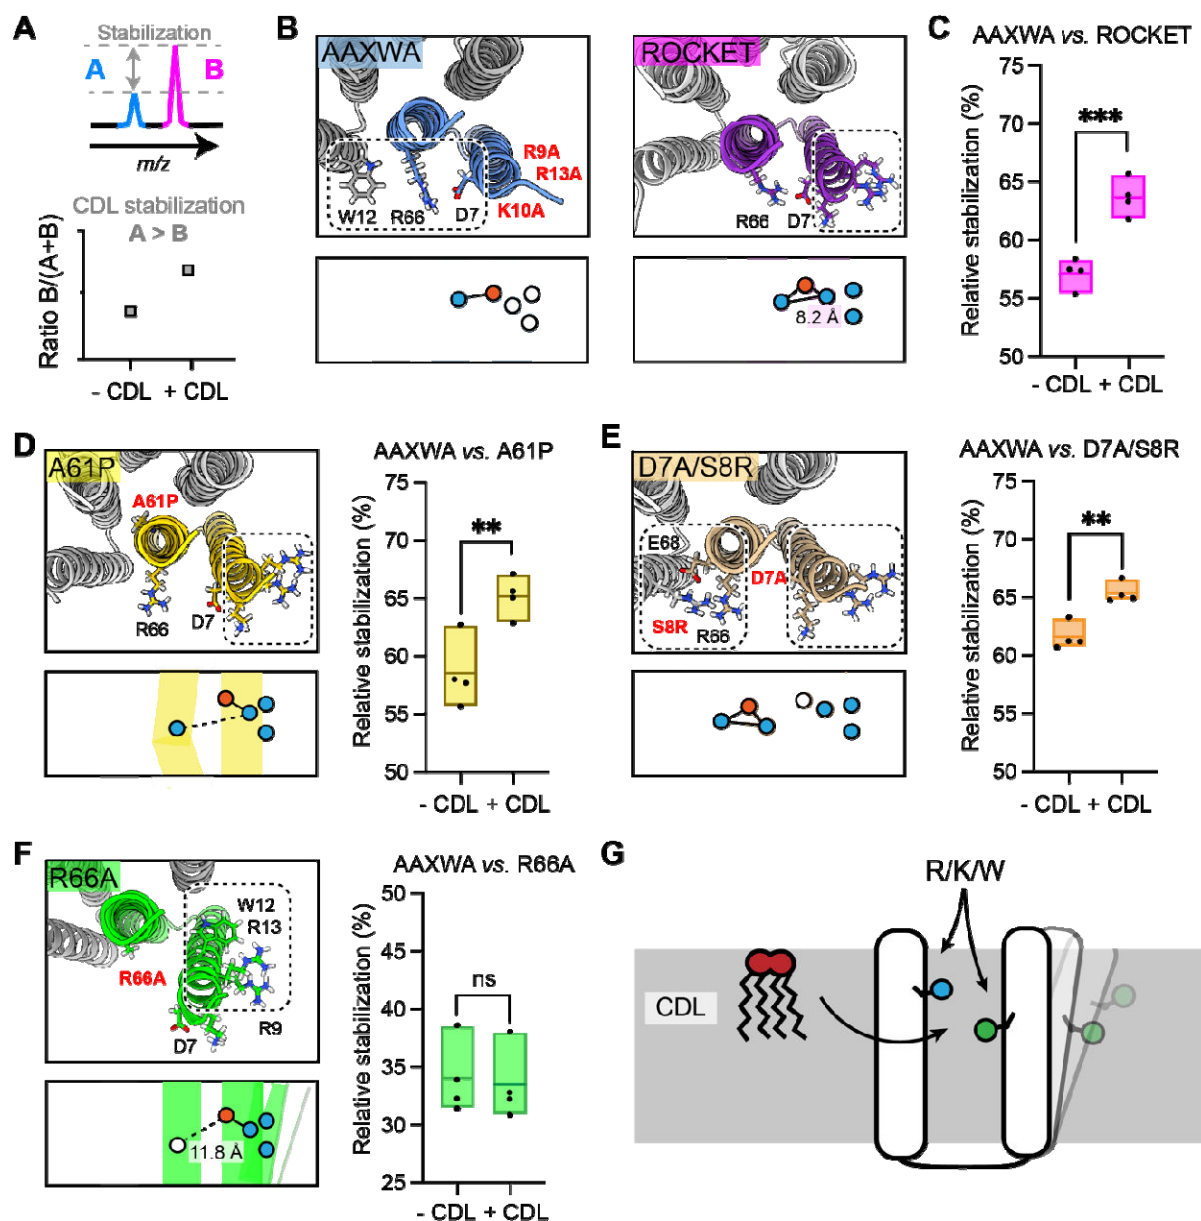 A
Stabilization
A
B
m/z
CDL stabilization
A > B
Ratio B/(A+B)
- CDL + CDL
B
AAXWA
R9A
R13A
K10A
W12
R66
D7
ROCKET
R66
D7
8.2 Å
C
AAXWA vs. ROCKET
Relative stabilization (%)
75
70
65
60
55
50
***
- CDL + CDL
D
A61P
A61P
R66
D7
AAXWA vs. A61P
Relative stabilization (%)
75
70
65
60
55
50
**
- CDL + CDL
E
D7A/S8R
E68
D7A
S8R
R66
AAXWA vs. D7A/S8R
Relative stabilization (%)
75
70
65
60
55
50
**
- CDL + CDL
F
R66A
W12
R13
R66A
R9
D7
11.8 Å
AAXWA vs. R66A
Relative stabilization (%)
50
45
40
35
30
25
ns
- CDL + CDL
G
R/K/W
CDL